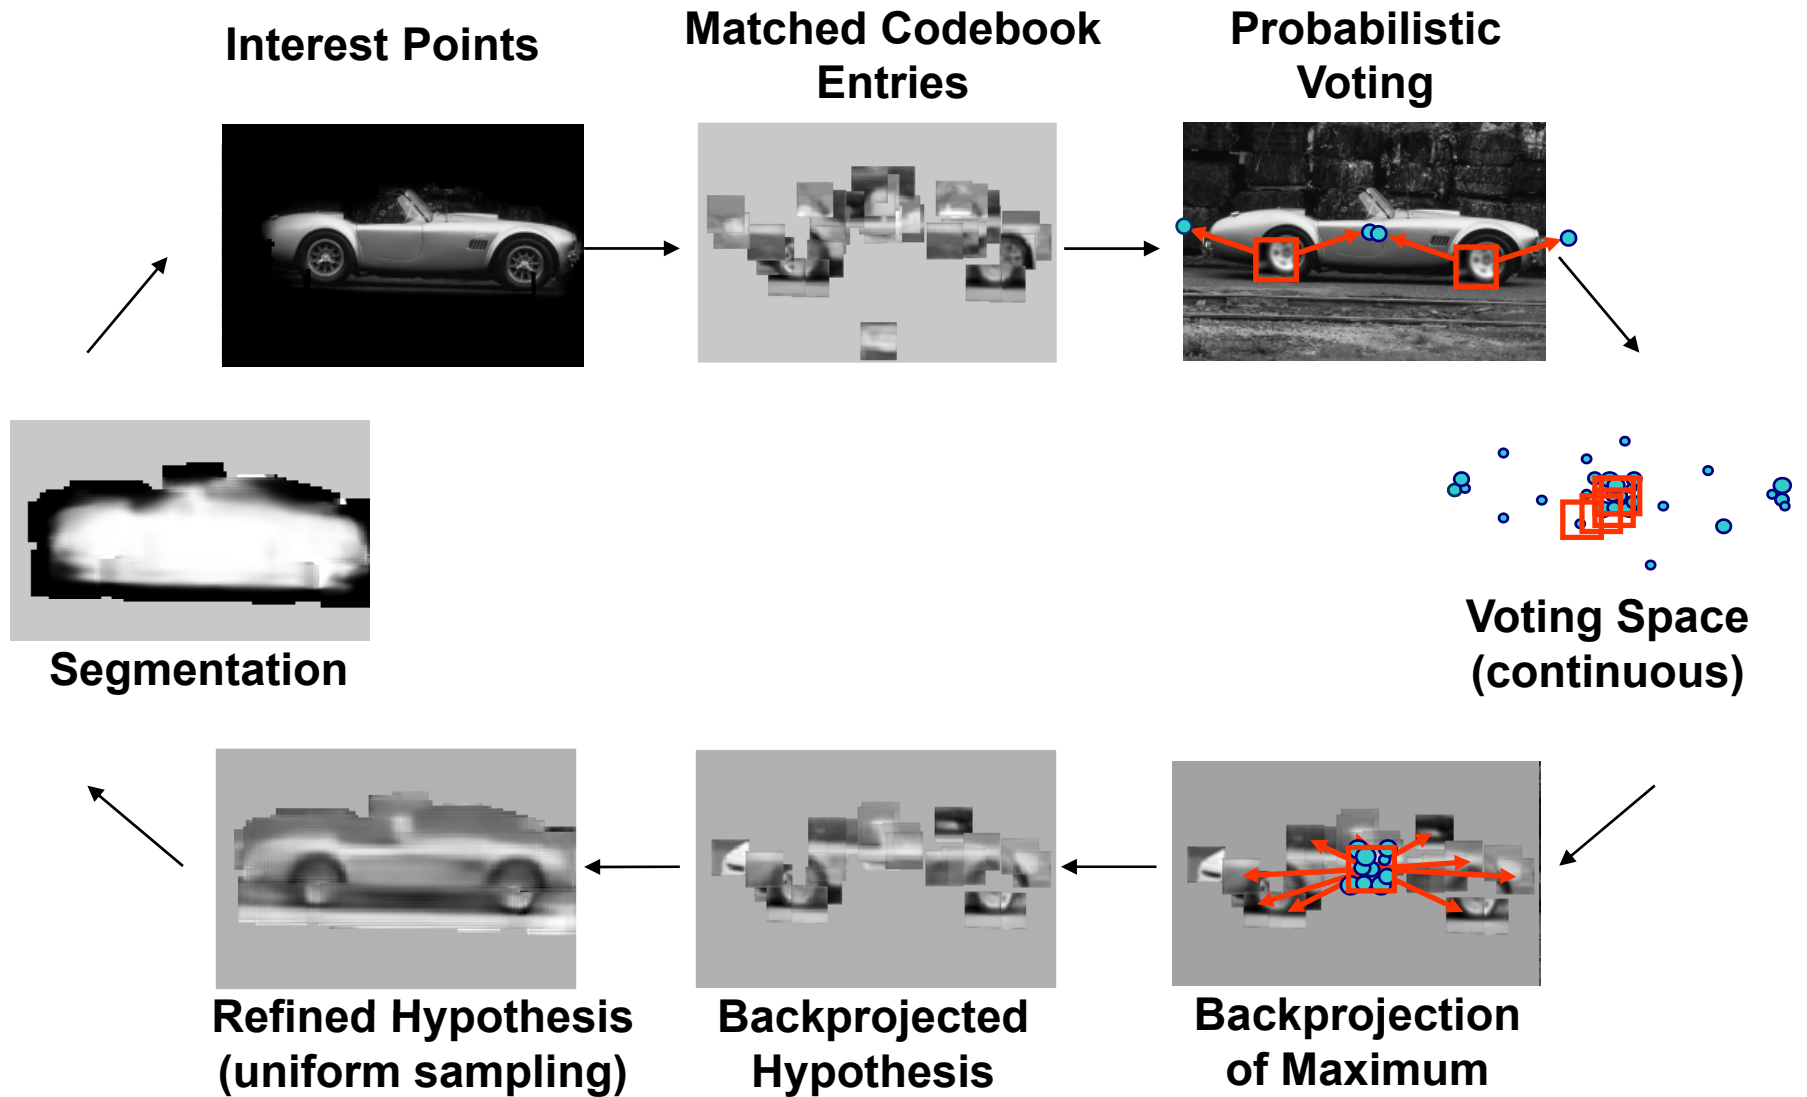 Interest Points
Matched Codebook
Entries
Probabilistic
Voting
Segmentation
Voting Space
(continuous)
Refined Hypothesis
(uniform sampling)
Backprojected
Hypothesis
Backprojection
of Maximum